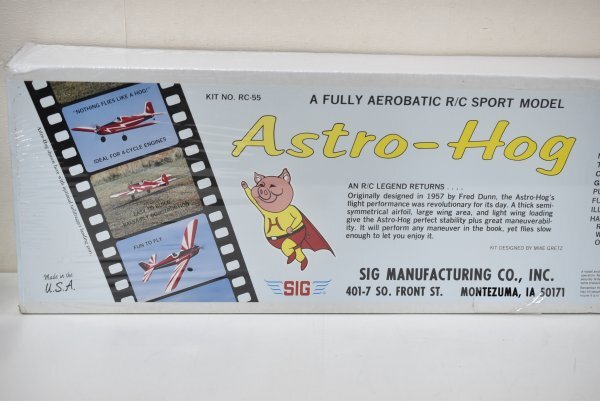 KIT NO. RC-55
A FULLY AEROBATIC R/C SPORT MODEL
Astro-Hog
"NOTHING FLIES LIKE A HOG!"
IDEAL FOR 4-CYCLE ENGINES
EASY TO BUILD
FUN TO FLY
Made in the
U.S.A.
H
AN R/C LEGEND RETURNS . . . .
Originally designed in 1957 by Fred Dunn, the Astro-Hog's
flight performance was revolutionary for its day. A thick semi-
symmetrical airfoil, large wing area, and light wing loading
give the Astro-Hog perfect stability plus great maneuverabil-
ity. It will perform any maneuver in the book, yet flies slow
enough to let you enjoy it.
KIT DESIGNED BY MIKE GRETZ
SIG
SIG MANUFACTURING CO., INC.
401-7 SO. FRONT ST. MONTEZUMA, IA 50171